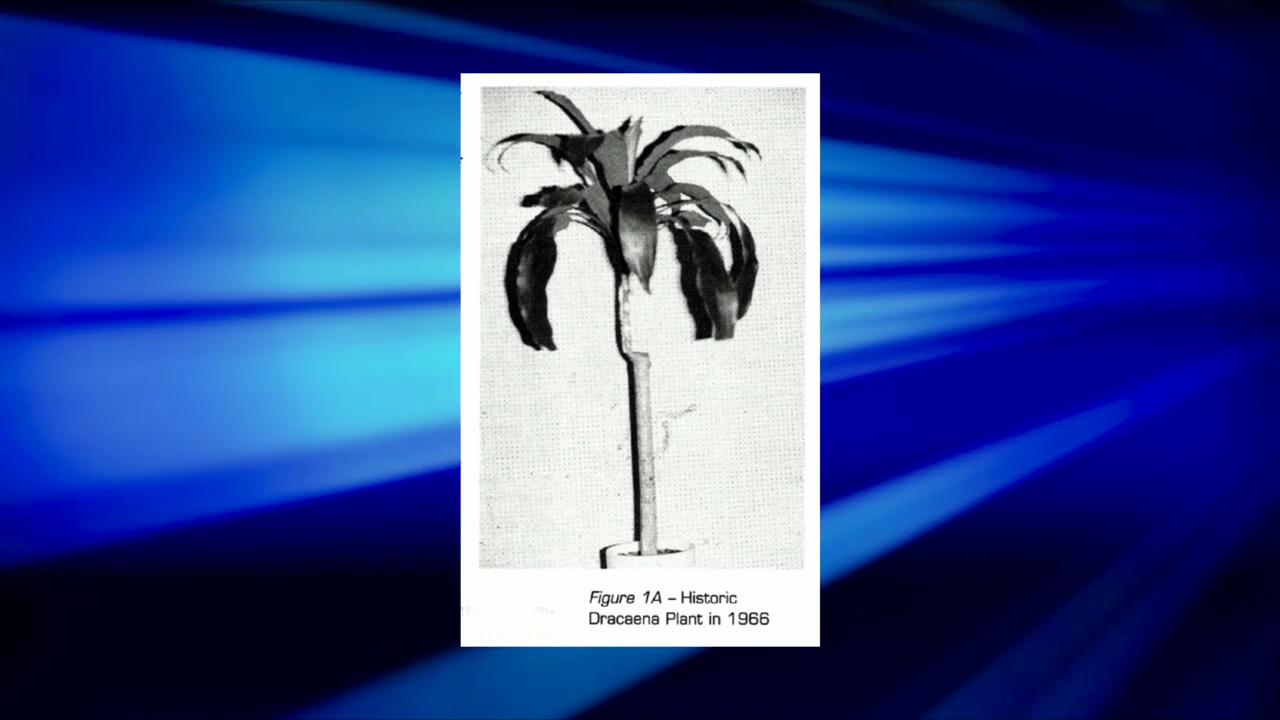 Figure 1A – Historic
Dracaena Plant in 1966